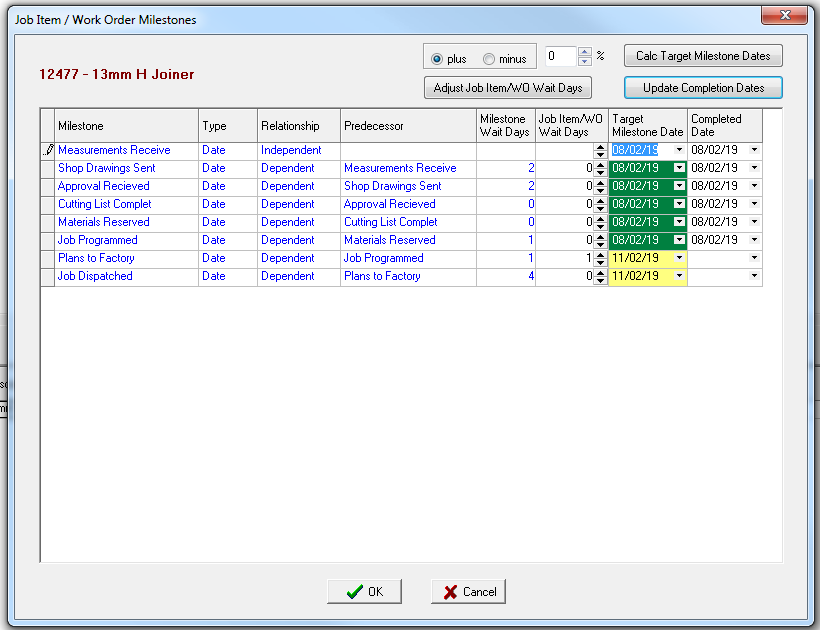 Job Item / Work Order Milestones
12477 - 13mm H Joiner
plus minus 0 % Calc Target Milestone Dates
Adjust Job Item/WO Wait Days Update Completion Dates
Milestone Type Relationship Predecessor Milestone Wait Days Job Item/WO Wait Days Target Milestone Date Completed Date
Measurements Receive Date Independent 08/02/19 08/02/19
Shop Drawings Sent Date Dependent Measurements Receive 2 0 08/02/19 08/02/19
Approval Recieved Date Dependent Shop Drawings Sent 2 0 08/02/19 08/02/19
Cutting List Complet Date Dependent Approval Recieved 0 0 08/02/19 08/02/19
Materials Reserved Date Dependent Cutting List Complet 0 0 08/02/19 08/02/19
Job Programmed Date Dependent Materials Reserved 1 0 08/02/19 08/02/19
Plans to Factory Date Dependent Job Programmed 1 1 11/02/19
Job Dispatched Date Dependent Plans to Factory 4 0 11/02/19
OK Cancel